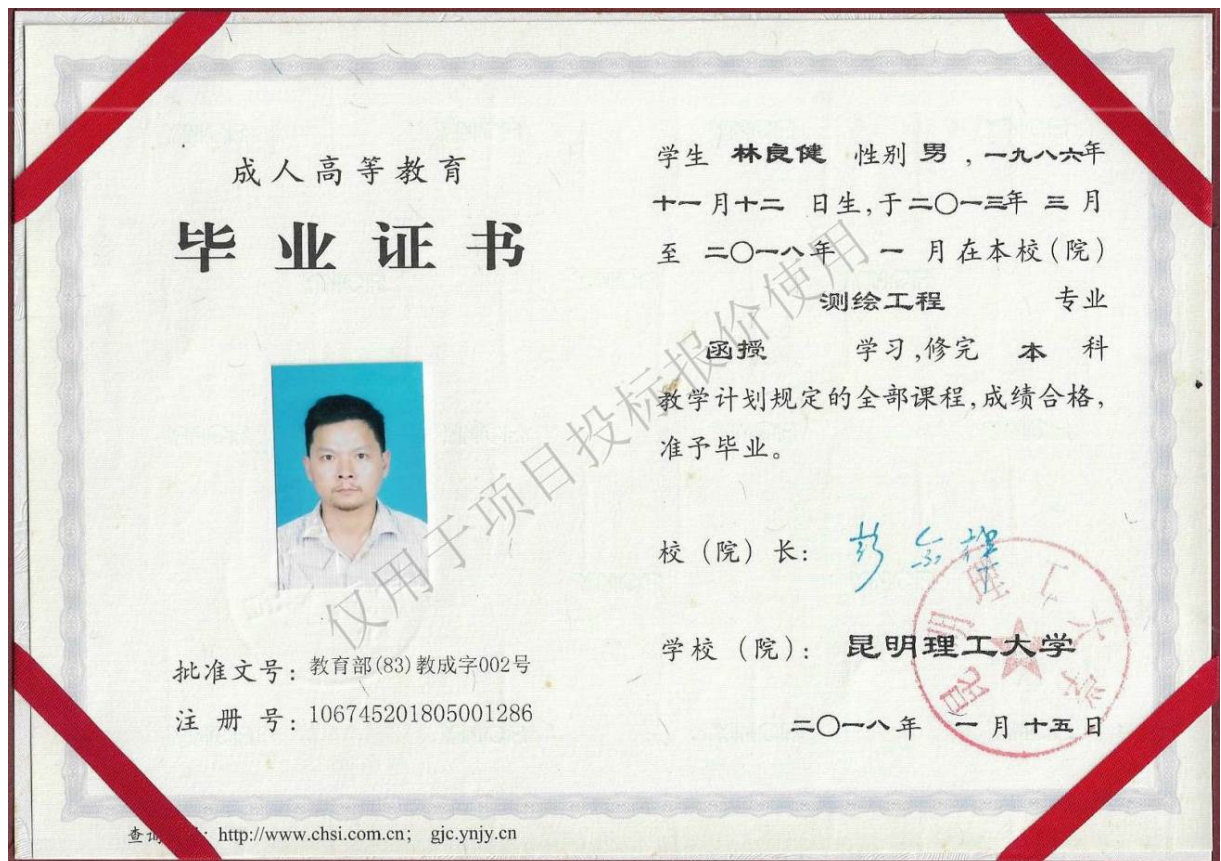 成人高等教育
毕业证书
批准文号：教育部(83)教成字002号
注册号：106745201805001286
学生 林良健 性别 男，一九八六年
十一月十二 日生，于二〇一三年 三 月
至 二〇一八年 一 月在本校（院）
测绘工程 专业
函授 学习，修完 本 科
教学计划规定的全部课程，成绩合格，
准予毕业。
校（院）长：
学校（院）：昆明理工大学
昆明理工大学
二〇一八年 一月十五日
http://www.chsi.com.cn； gjc.ynjy.cn
仅用于项目投标报价使用